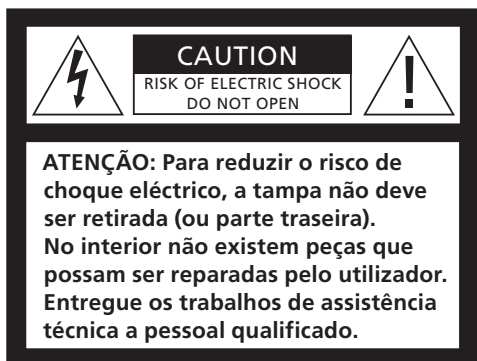 CAUTION
RISK OF ELECTRIC SHOCK
DO NOT OPEN
!
ATENÇÃO: Para reduzir o risco de
choque eléctrico, a tampa não deve
ser retirada (ou parte traseira).
No interior não existem peças que
possam ser reparadas pelo utilizador.
Entregue os trabalhos de assistência
técnica a pessoal qualificado.